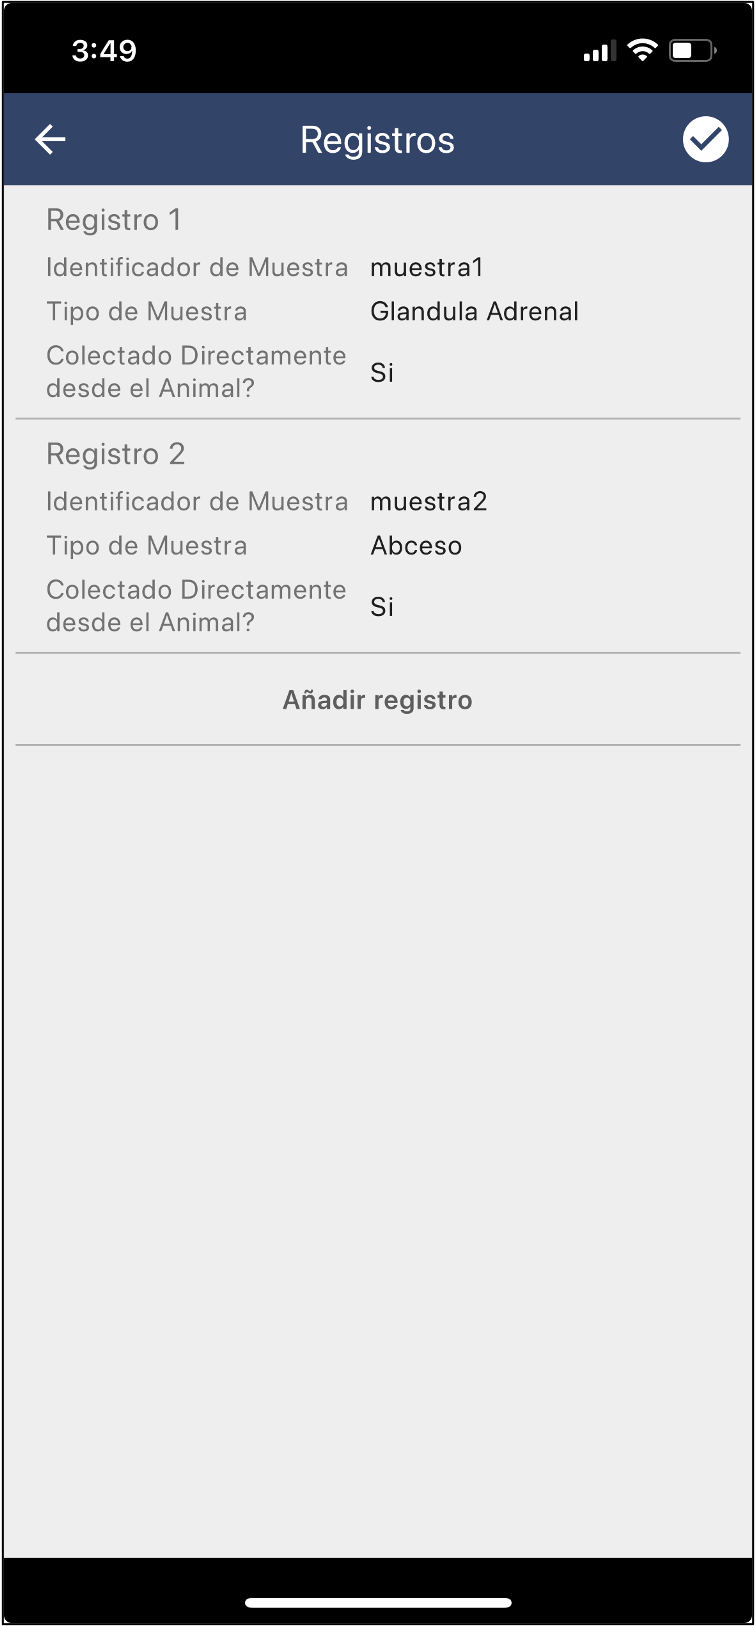 3:49
Registros
Registro 1
Identificador de Muestra muestra1
Tipo de Muestra Glandula Adrenal
Colectado Directamente
desde el Animal? Si
Registro 2
Identificador de Muestra muestra2
Tipo de Muestra Abceso
Colectado Directamente
desde el Animal? Si
Añadir registro